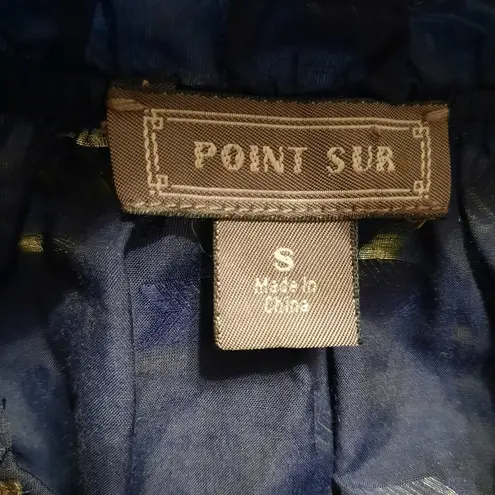 POINT SUR
S
Made in
China